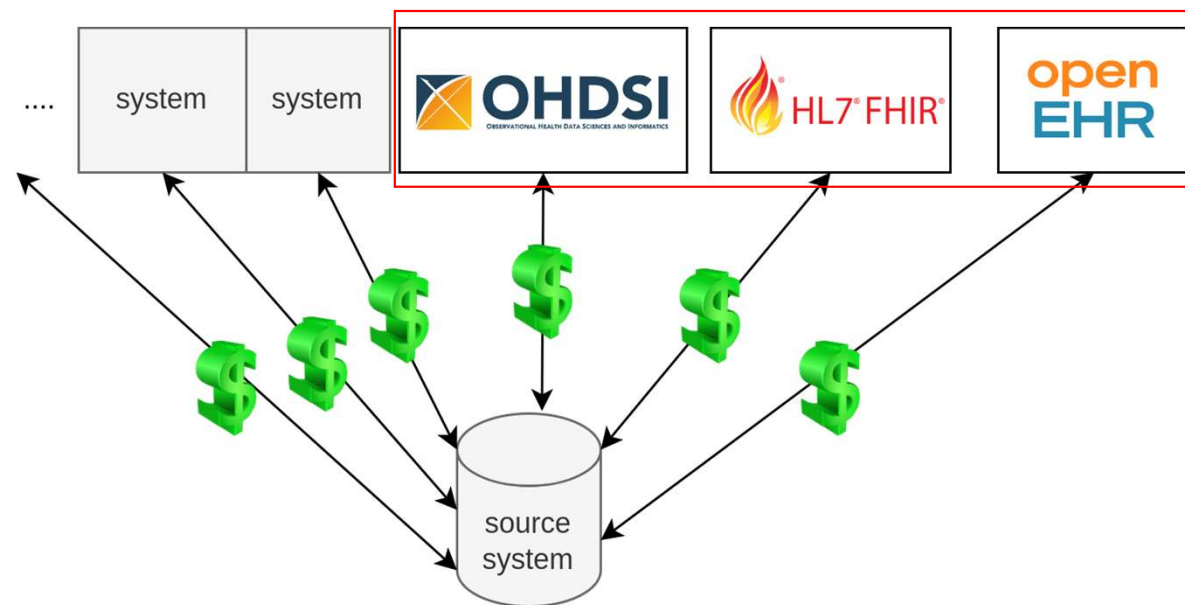 .... system system OHDSI HL7® FHIR® open
OBSERVATIONAL HEALTH DATA SCIENCES AND INFORMATICS EHR
$ $ $ $ $ $
source
system